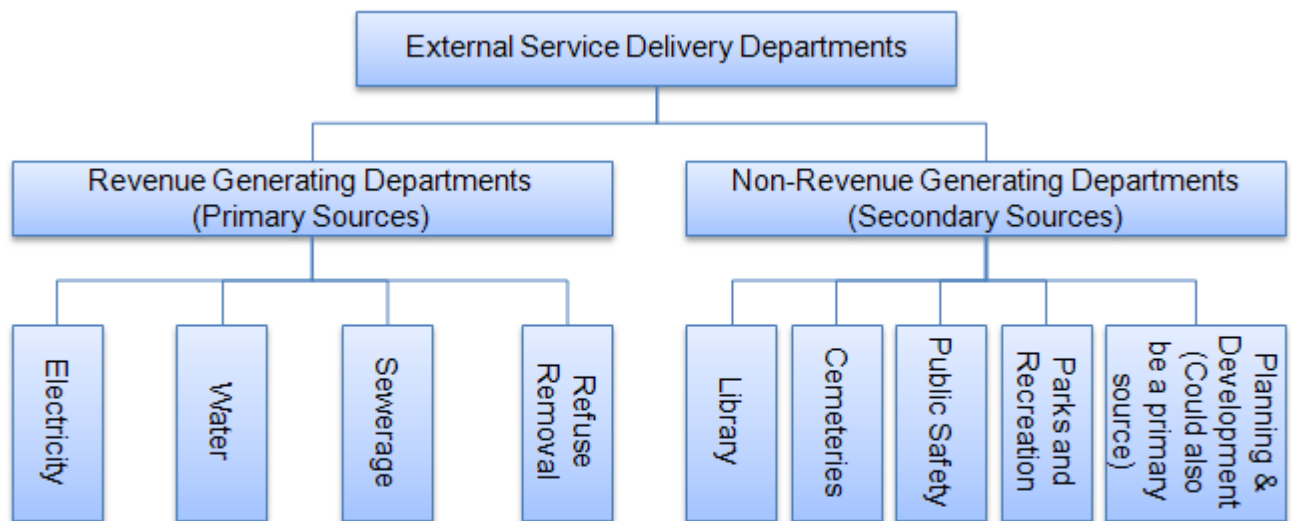 External Service Delivery Departments
Revenue Generating Departments
(Primary Sources)
Non-Revenue Generating Departments
(Secondary Sources)
Electricity
Water
Sewerage
Refuse
Removal
Library
Cemeteries
Public Safety
Parks and
Recreation
Planning &
Development
(Could also
be a primary
source)